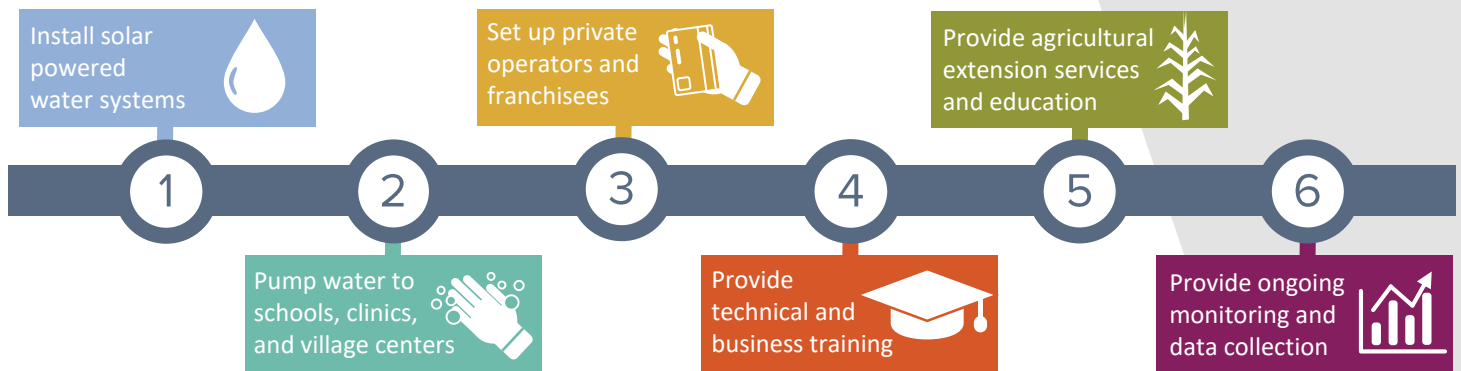 Install solar
powered
water systems
Set up private
operators and
franchisees
Provide agricultural
extension services
and education
1
2
3
4
5
6
Pump water to
schools, clinics,
and village centers
Provide
technical and
business training
Provide ongoing
monitoring and
data collection